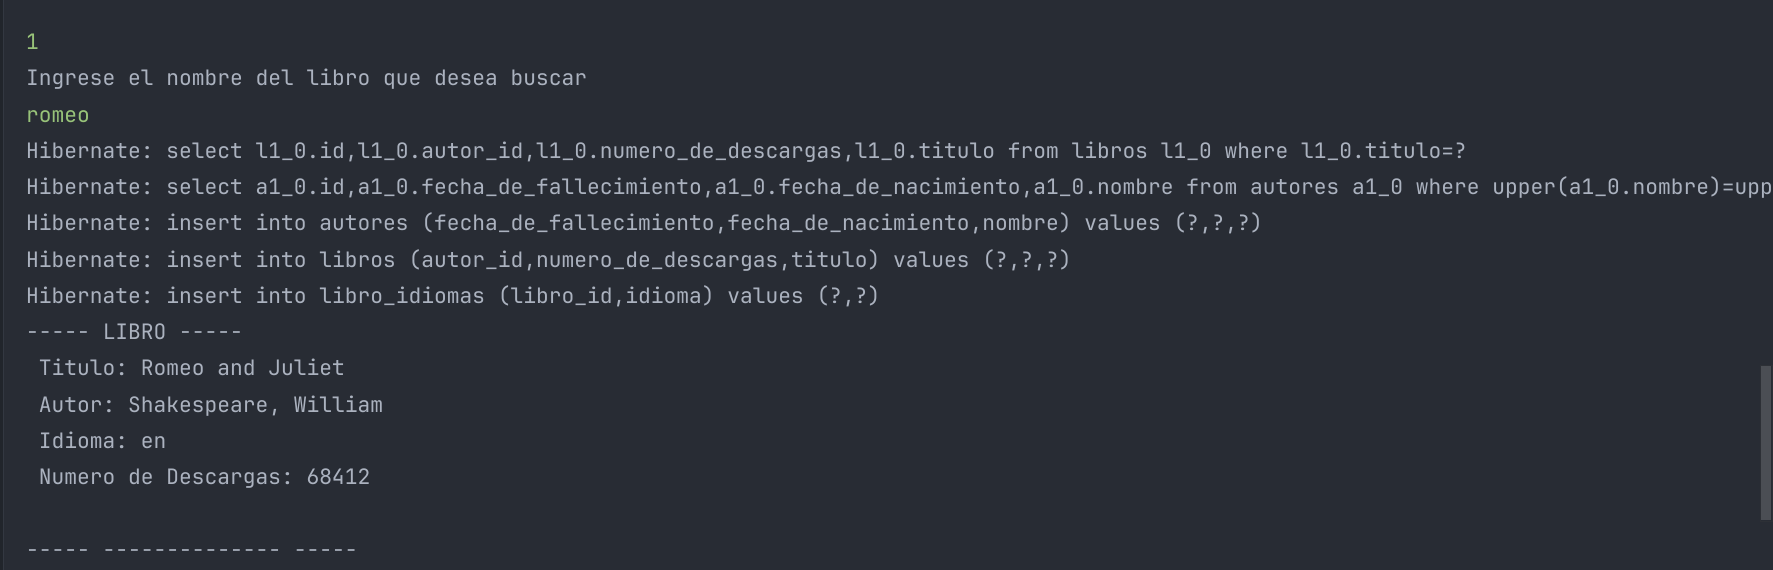 1
Ingrese el nombre del libro que desea buscar
romeo
Hibernate: select l1_0.id,l1_0.autor_id,l1_0.numero_de_descargas,l1_0.titulo from libros l1_0 where l1_0.titulo=?
Hibernate: select a1_0.id,a1_0.fecha_de_fallecimiento,a1_0.fecha_de_nacimiento,a1_0.nombre from autores a1_0 where upper(a1_0.nombre)=upp
Hibernate: insert into autores (fecha_de_fallecimiento,fecha_de_nacimiento,nombre) values (?,?,?)
Hibernate: insert into libros (autor_id,numero_de_descargas,titulo) values (?,?,?)
Hibernate: insert into libro_idiomas (libro_id,idioma) values (?,?)
----- LIBRO -----
Titulo: Romeo and Juliet
Autor: Shakespeare, William
Idioma: en
Numero de Descargas: 68412
----- -------------- -----